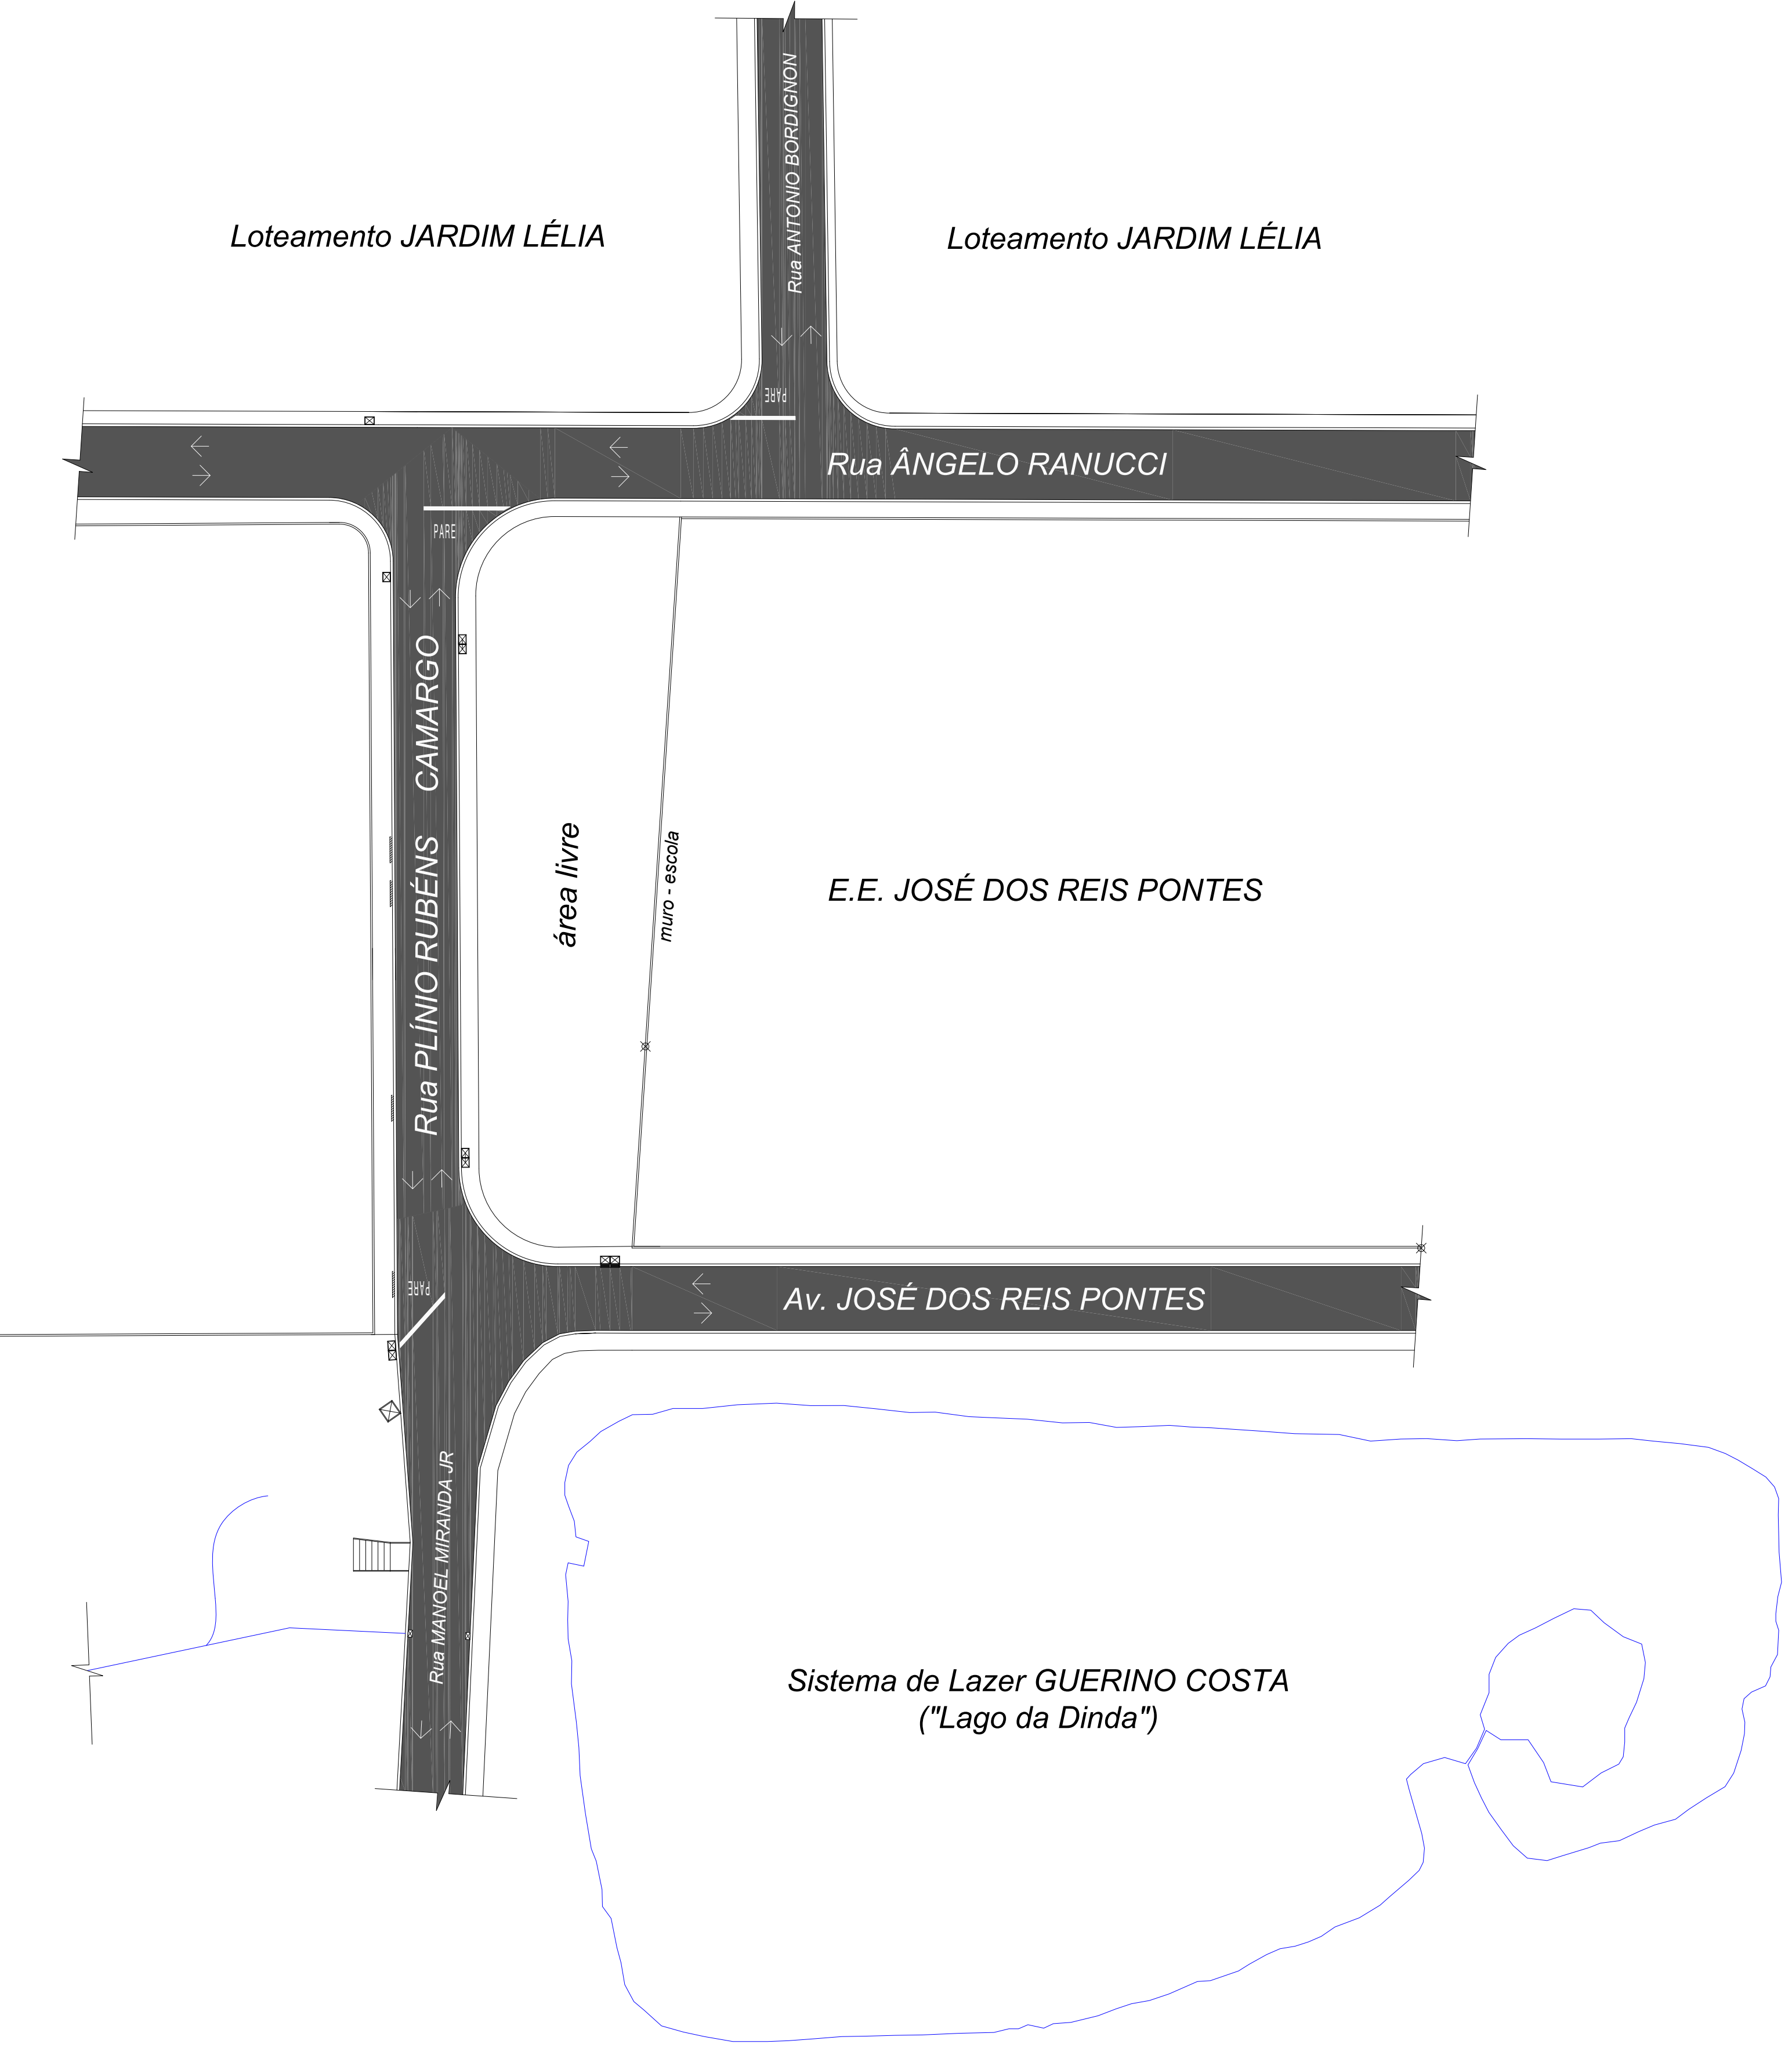 Rua ANTONIO BORDIGNON
Loteamento JARDIM LÉLIA
Loteamento JARDIM LÉLIA
PARE
Rua ÂNGELO RANUCCI
PARE
Rua PLÍNIO RUBÉNS CAMARGO
área livre
muro - escola
E.E. JOSÉ DOS REIS PONTES
PARE
Av. JOSÉ DOS REIS PONTES
Rua MANOEL MIRANDA JR
Sistema de Lazer GUERINO COSTA
("Lago da Dinda")